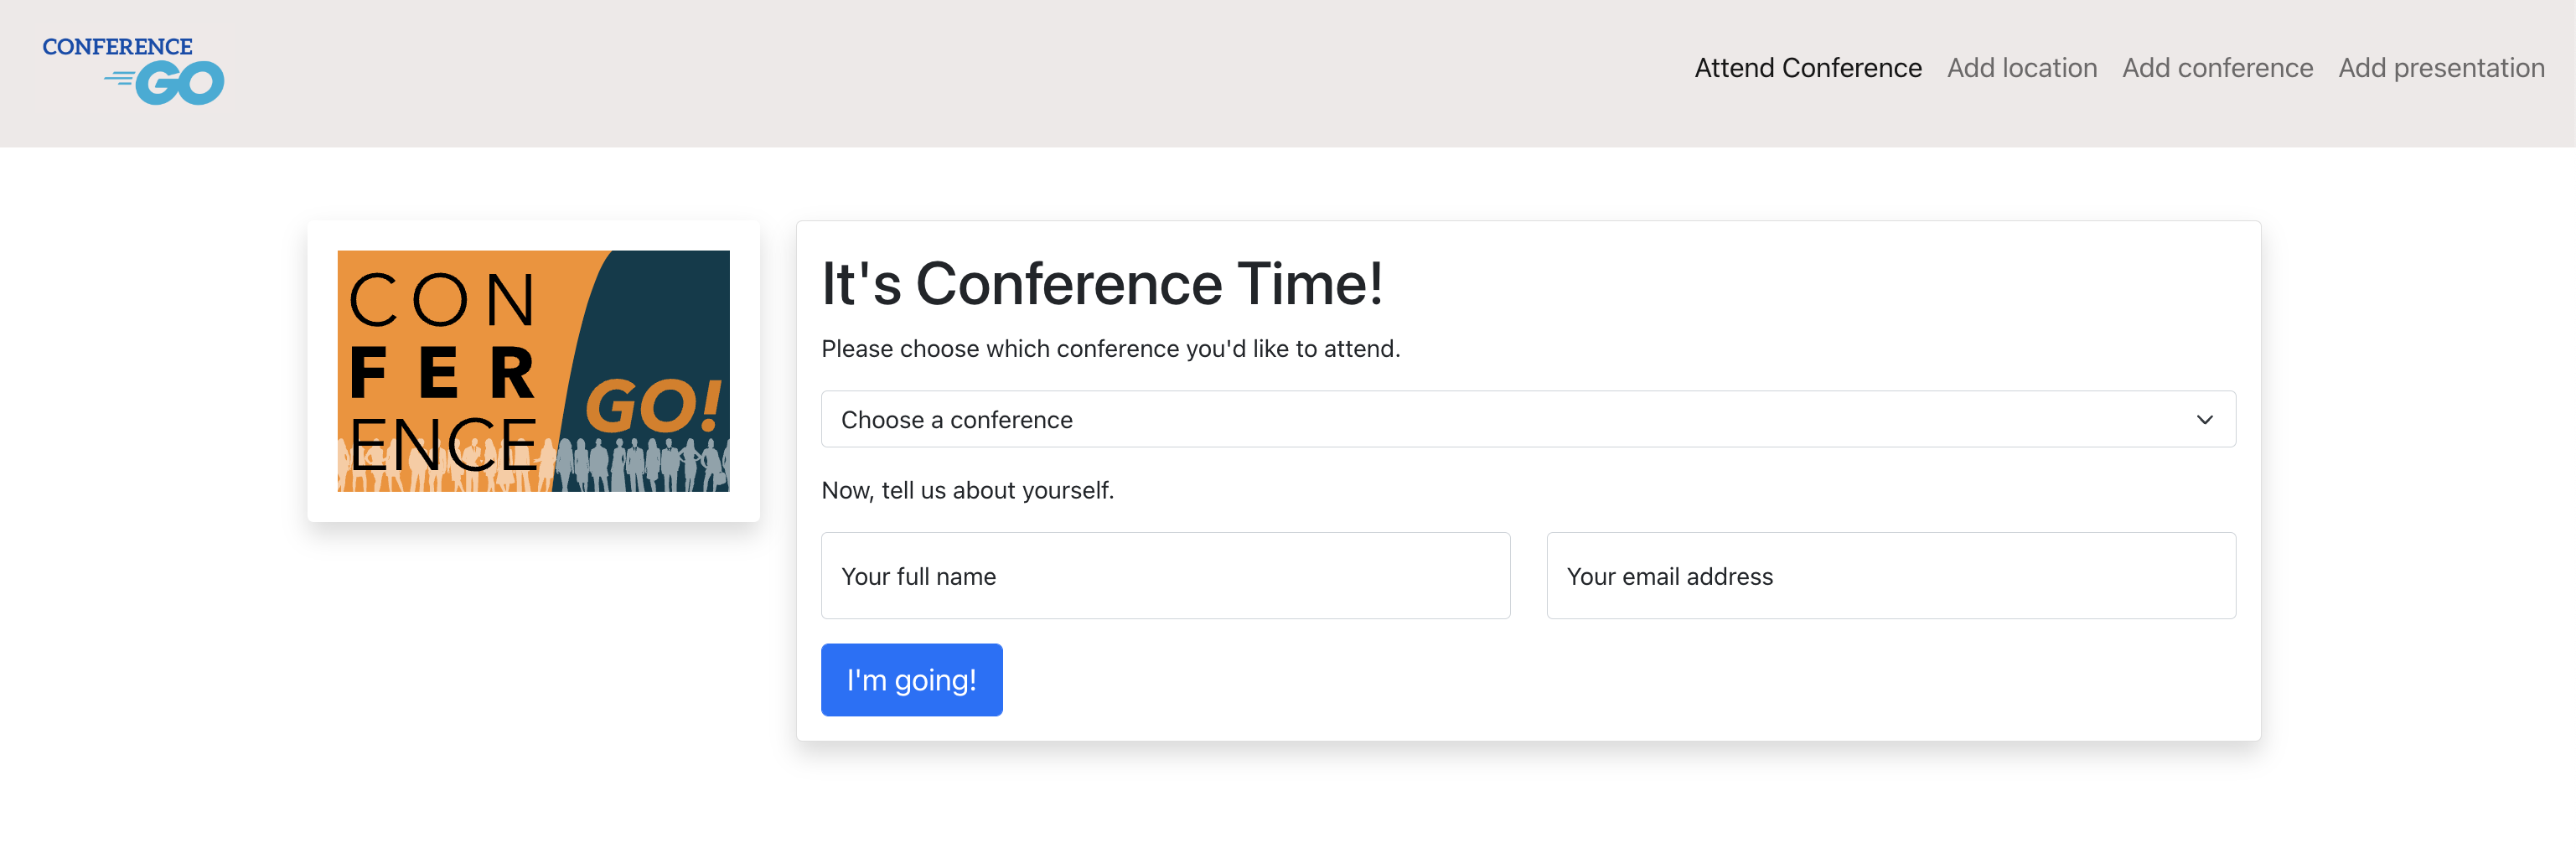 CONFERENCE
GO
Attend Conference Add location Add conference Add presentation
CON
FER
ENCE
GO!
It's Conference Time!
Please choose which conference you'd like to attend.
Choose a conference
Now, tell us about yourself.
Your full name
Your email address
I'm going!